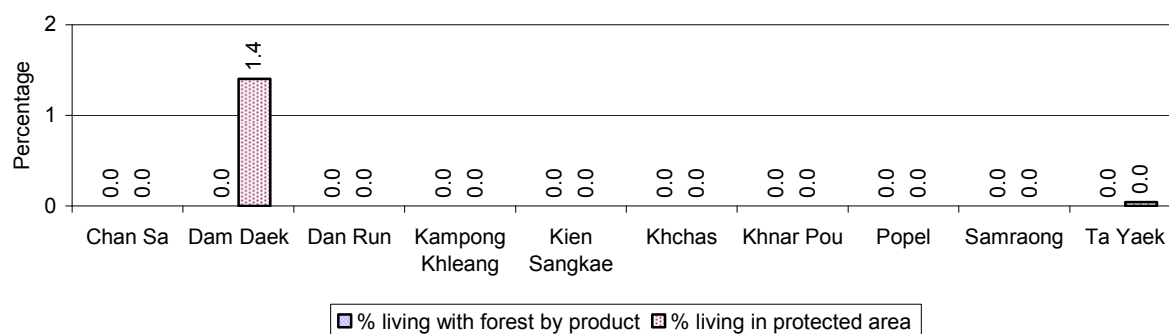 2
1
0
Percentage
0.0 0.0 0.0 1.4 0.0 0.0 0.0 0.0 0.0 0.0 0.0 0.0 0.0 0.0 0.0 0.0 0.0 0.0 0.0 0.0
Chan Sa Dam Daek Dan Run Kampong Kien Khchas Khnar Pou Popel Samraong Ta Yaek
Khleang Sangkae
% living with forest by product % living in protected area